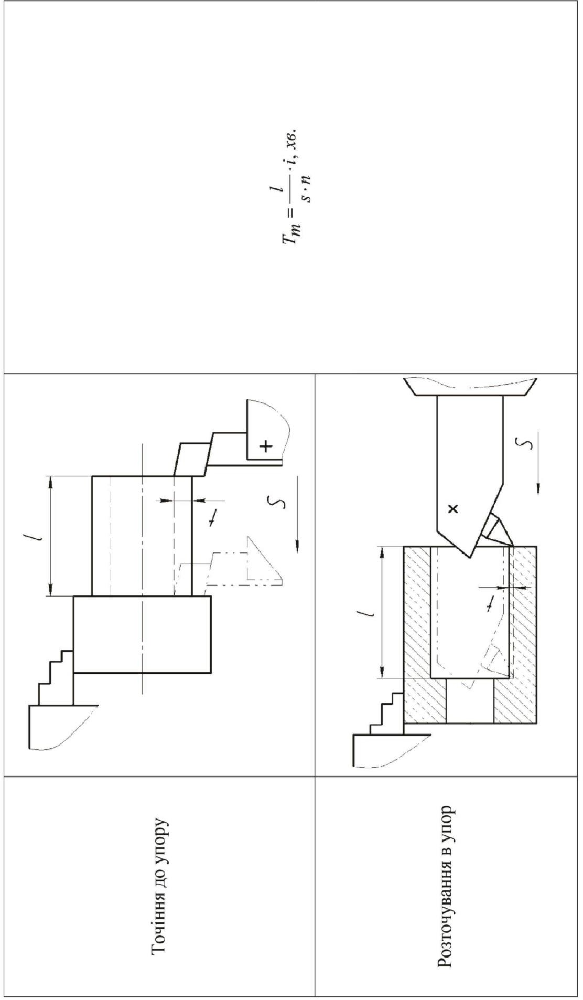 Точіння до упору
l
t
S
Розточування в упор
l
t
S
T_m = l / (s · n) · i, хв.